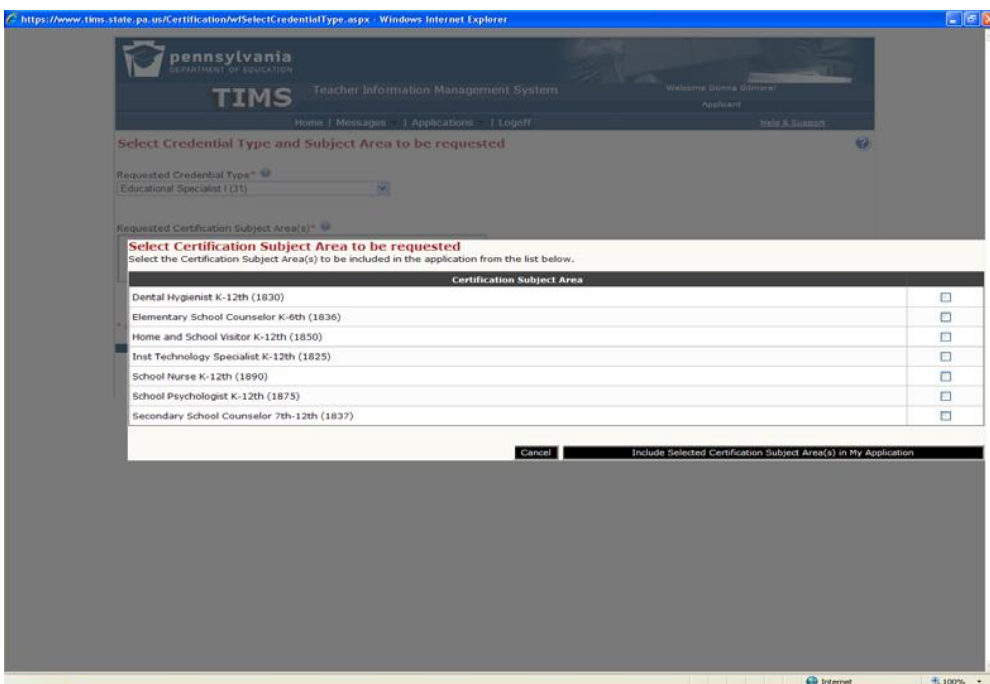 https://www.tims.state.pa.us/Certification/wfSelectCredentialType.aspx - Windows Internet Explorer
pennsylvania
DEPARTMENT OF EDUCATION
TIMS Teacher Information Management System
Welcome Donna
Applicant
Home | Messages | Applications | Logoff
Help & Support
Select Credential Type and Subject Area to be requested
Requested Credential Type*
Educational Specialist I (31)
Requested Certification Subject Area(s)*
Select Certification Subject Area to be requested
Select the Certification Subject Area(s) to be included in the application from the list below.
Certification Subject Area
Dental Hygienist K-12th (1830)
Elementary School Counselor K-6th (1836)
Home and School Visitor K-12th (1850)
Inst Technology Specialist K-12th (1825)
School Nurse K-12th (1890)
School Psychologist K-12th (1875)
Secondary School Counselor 7th-12th (1837)
Cancel Include Selected Certification Subject Area(s) in My Application
Internet 100%